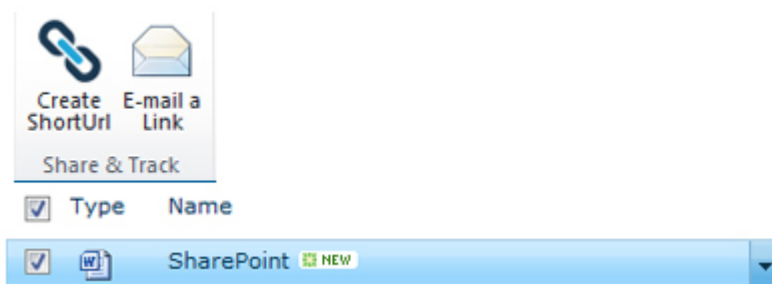 Create ShortUrl
E-mail a Link
Share & Track
Type Name
SharePoint NEW